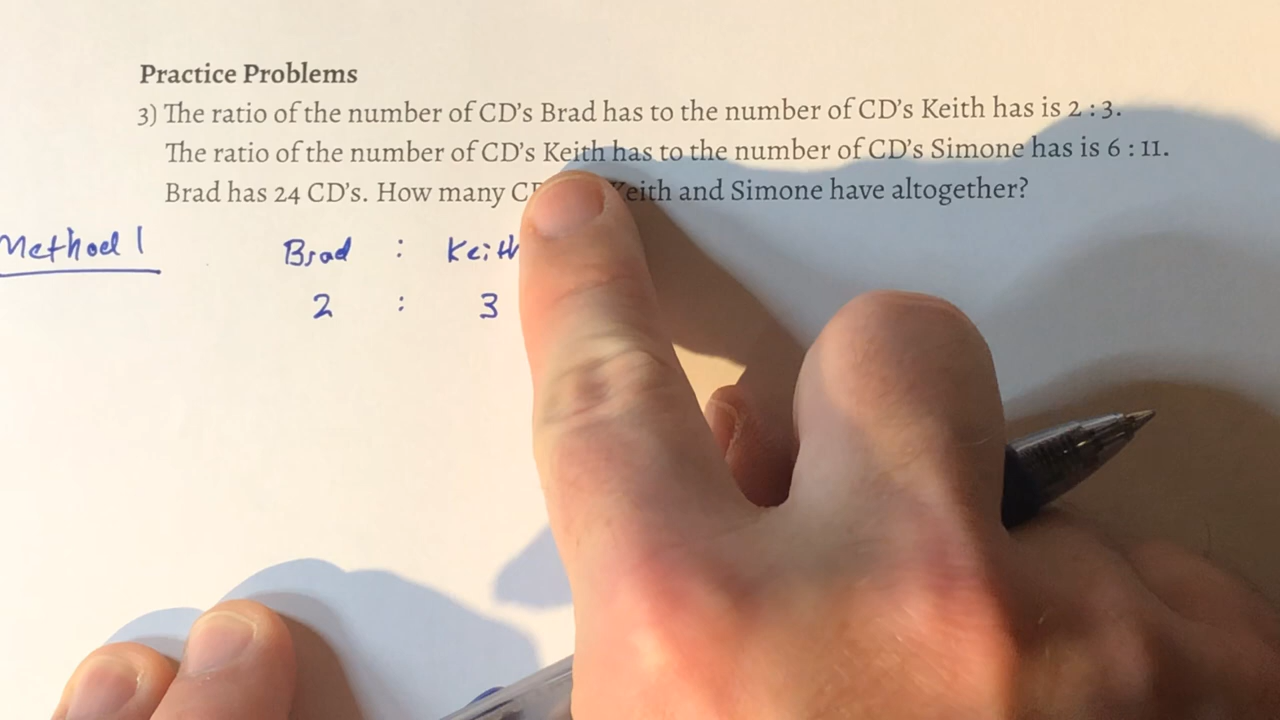 Practice Problems
3) The ratio of the number of CD's Brad has to the number of CD's Keith has is 2 : 3.
The ratio of the number of CD's Keith has to the number of CD's Simone has is 6 : 11.
Brad has 24 CD's. How many Keith and Simone have altogether?
Method 1 Brad : Keith
2 : 3